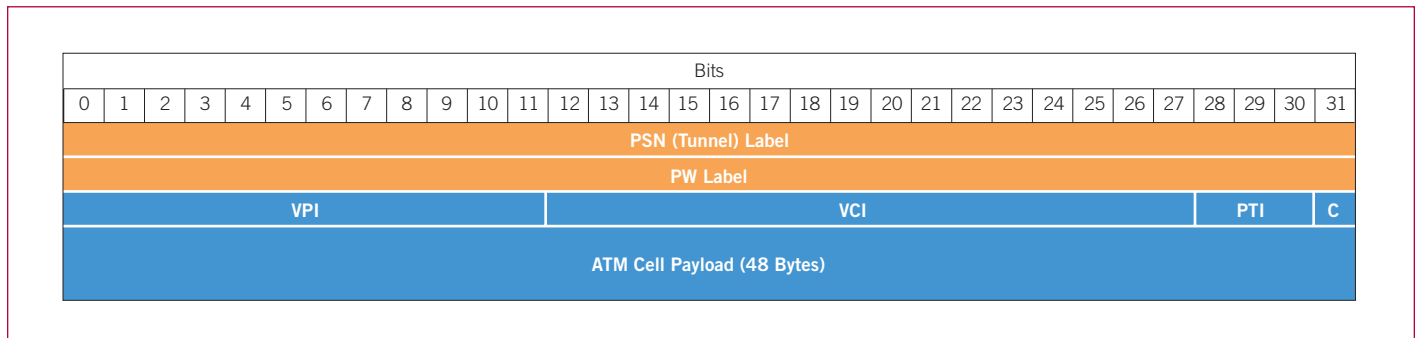 Bits
0 1 2 3 4 5 6 7 8 9 10 11 12 13 14 15 16 17 18 19 20 21 22 23 24 25 26 27 28 29 30 31
PSN (Tunnel) Label
PW Label
VPI VCI PTI C
ATM Cell Payload (48 Bytes)